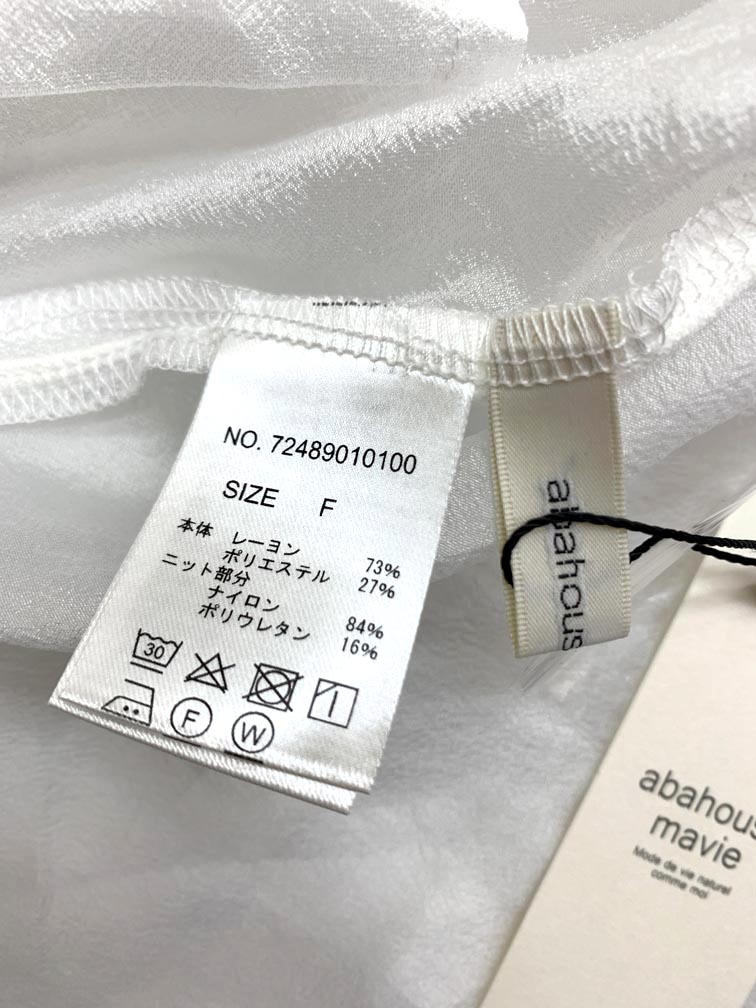 NO. 72489010100
SIZE F
本体 レーヨン 73%
ポリエステル 27%
ニット部分
ナイロン 84%
ポリウレタン 16%
30
F
W
abahous
abahous
mavie
Mode de vie naturel
comme moi